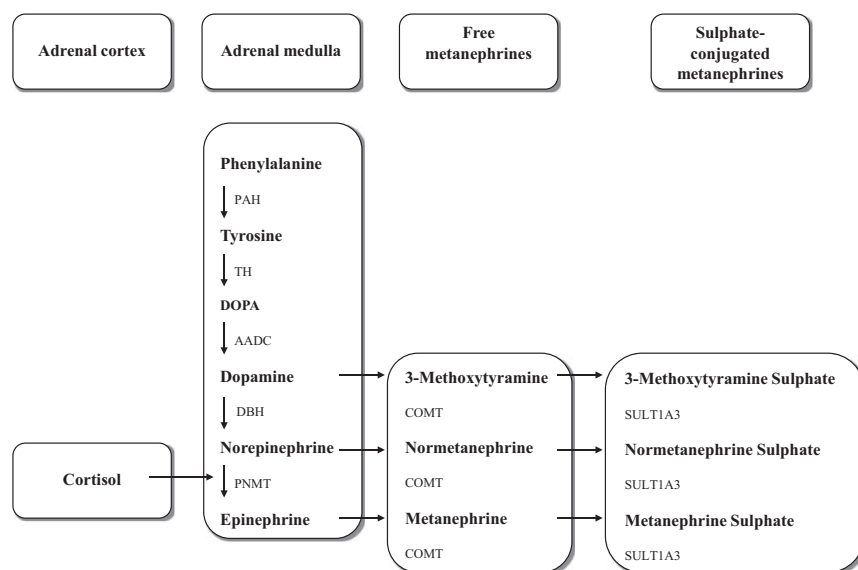 Adrenal cortex
Adrenal medulla
Free
metanephrines
Sulphate-
conjugated
metanephrines
Phenylalanine
PAH
Tyrosine
TH
DOPA
AADC
Dopamine
3-Methoxytyramine
3-Methoxytyramine Sulphate
DBH
COMT
SULT1A3
Norepinephrine
Normetanephrine
Normetanephrine Sulphate
Cortisol
PNMT
COMT
SULT1A3
Epinephrine
Metanephrine
Metanephrine Sulphate
COMT
SULT1A3